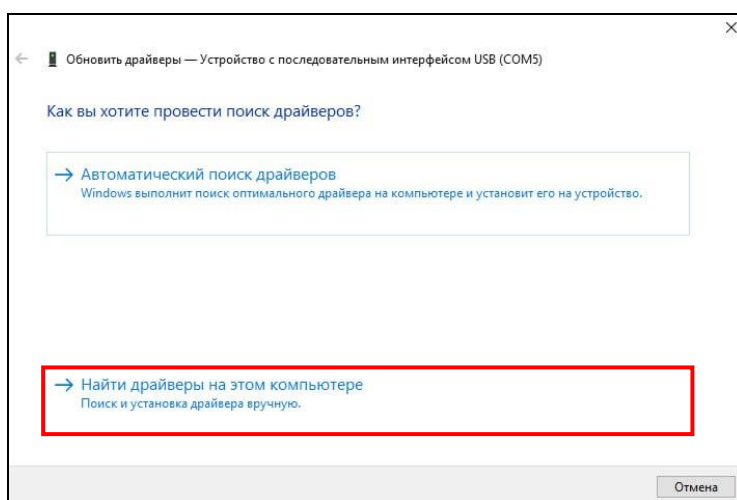 Обновить драйверы — Устройство с последовательным интерфейсом USB (COM5)
Как вы хотите провести поиск драйверов?
→ Автоматический поиск драйверов
Windows выполнит поиск оптимального драйвера на компьютере и установит его на устройство.
→ Найти драйверы на этом компьютере
Поиск и установка драйвера вручную.
Отмена